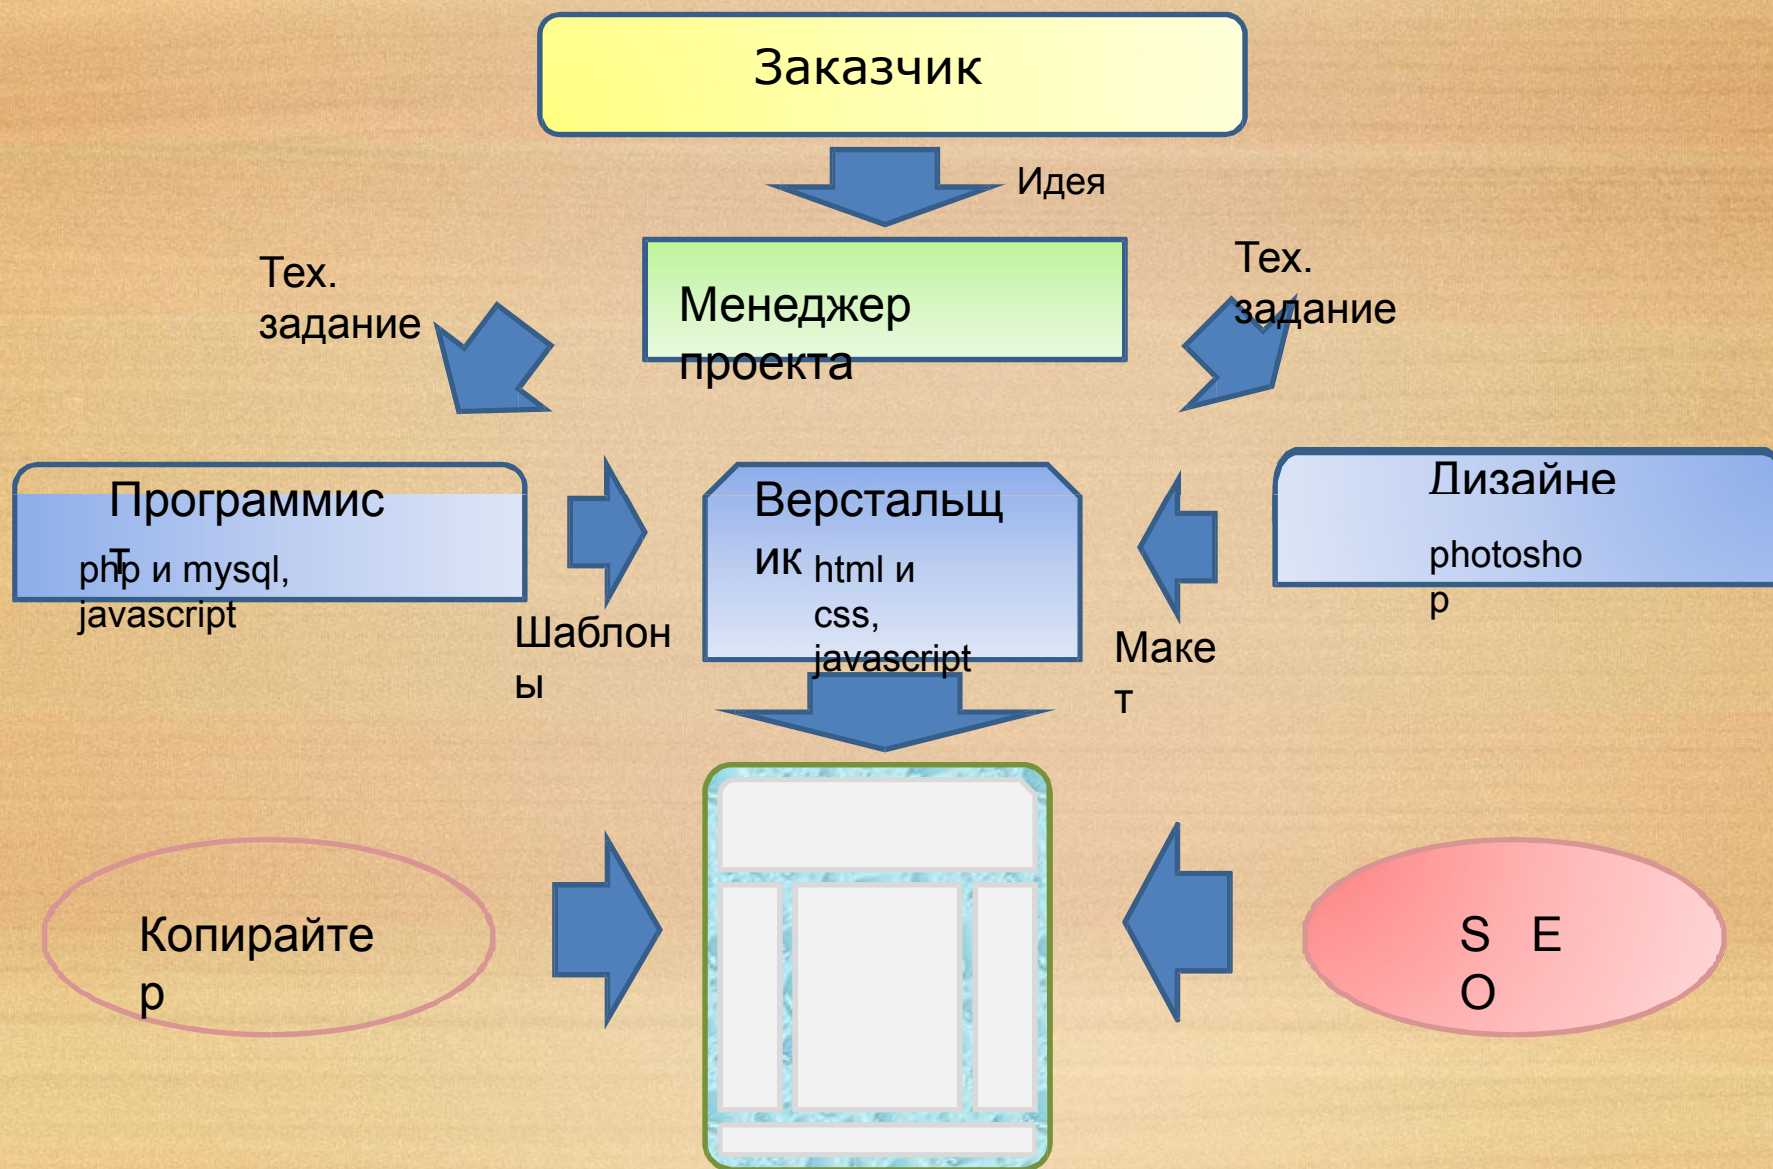 Заказчик
Идея
Тех.
задание
Менеджер
проекта
Тех.
задание
Программис
т
php и mysql,
javascript
Шаблон
ы
Верстальщ
ик
html и
css,
javascript
Маке
т
Дизайне
photosho
p
Копирайте
р
S E
O